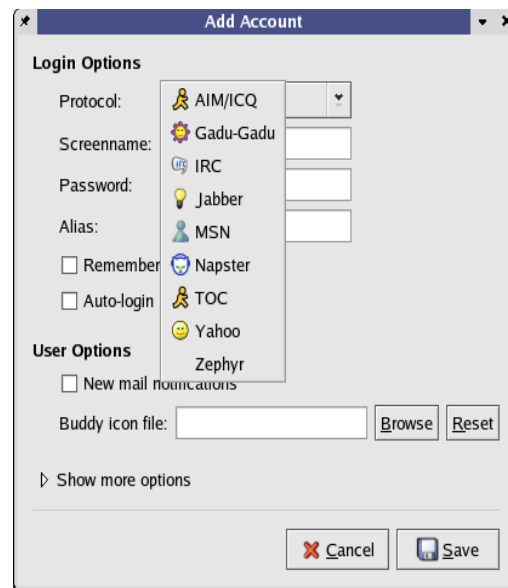 Add Account
Login Options
Protocol:
AIM/ICQ
Gadu-Gadu
IRC
Jabber
MSN
Napster
TOC
Yahoo
Zephyr
Screenname:
Password:
Alias:
Remember
Auto-login
User Options
New mail notifications
Buddy icon file:
Browse
Reset
Show more options
Cancel
Save